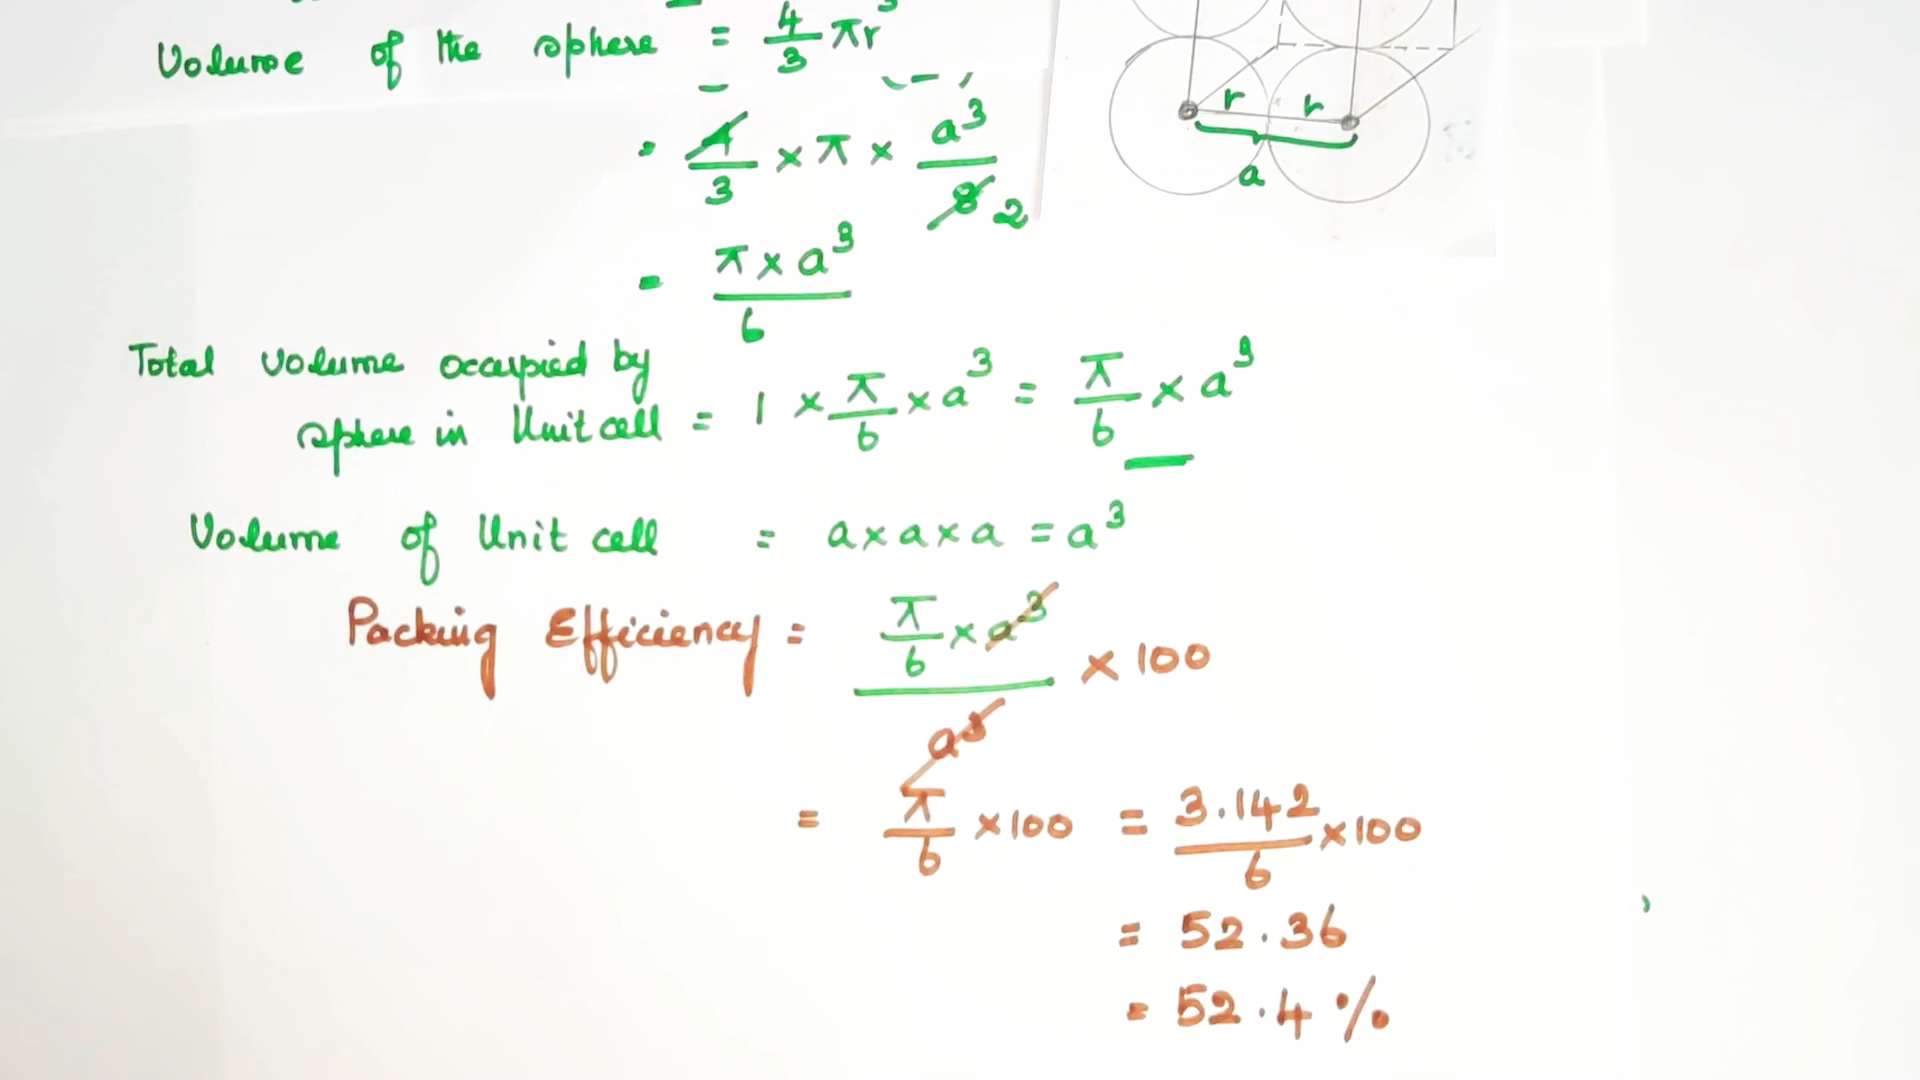 Volume of the sphere = 4/3 πr³
= 4/3 × π × a³/8 2
= π × a³/6
Total volume occupied by
sphere in Unit cell = 1 × π/6 × a³ = π/6 × a³
Volume of Unit cell = a × a × a = a³
Packing Efficiency = π/6 × a³ / a³ × 100
= π/6 × 100 = 3.142/6 × 100
= 52.36
= 52.4 %
r r
a